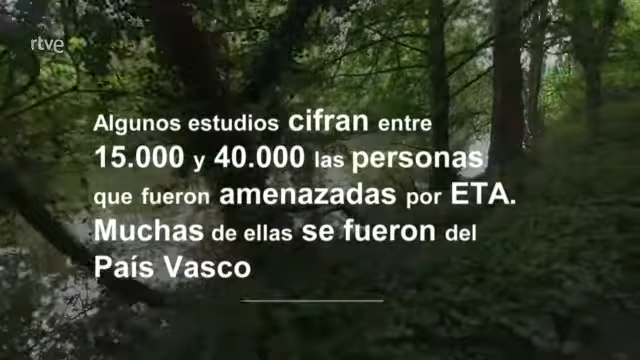 rtve
Algunos estudios cifran entre
15.000 y 40.000 las personas
que fueron amenazadas por ETA.
Muchas de ellas se fueron del
País Vasco